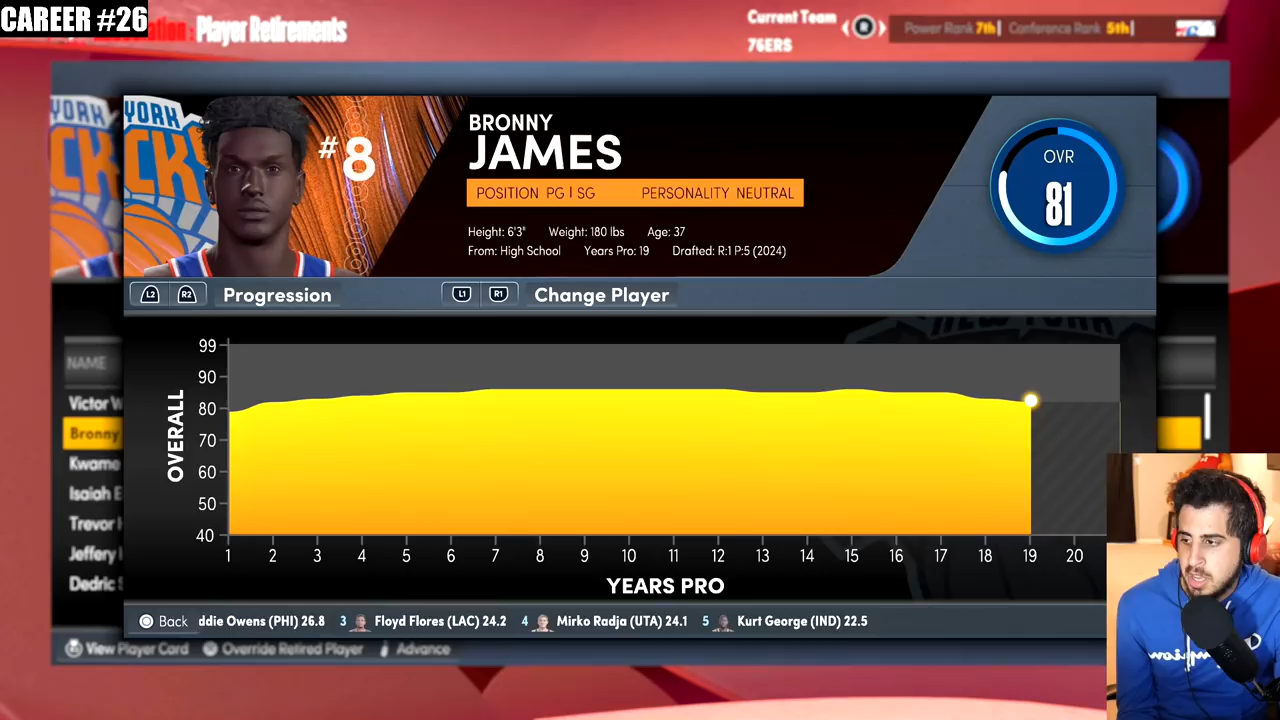 CAREER #26
Player Retirements
Current Team
76ERS
Power Rank 7th
Conference Rank 5th
YORK
YORK
#8
BRONNY
JAMES
POSITION PG | SG
PERSONALITY NEUTRAL
Height: 6'3"
Weight: 180 lbs
Age: 37
From: High School
Years Pro: 19
Drafted: R:1 P:5 (2024)
OVR
81
L2 R2 Progression
L1 R1 Change Player
NEW YORK
NAME
Victor W
Bronny
Kwame
Isaiah E
Trevor
Jeffery
Dedric S
OVERALL
99
90
80
70
60
50
40
1 2 3 4 5 6 7 8 9 10 11 12 13 14 15 16 17 18 19 20
YEARS PRO
Back
ddie Owens (PHI) 26.8
3 Floyd Flores (LAC) 24.2
4 Mirko Radja (UTA) 24.1
5 Kurt George (IND) 22.5
View Player Card
Override Retired Player
Advance